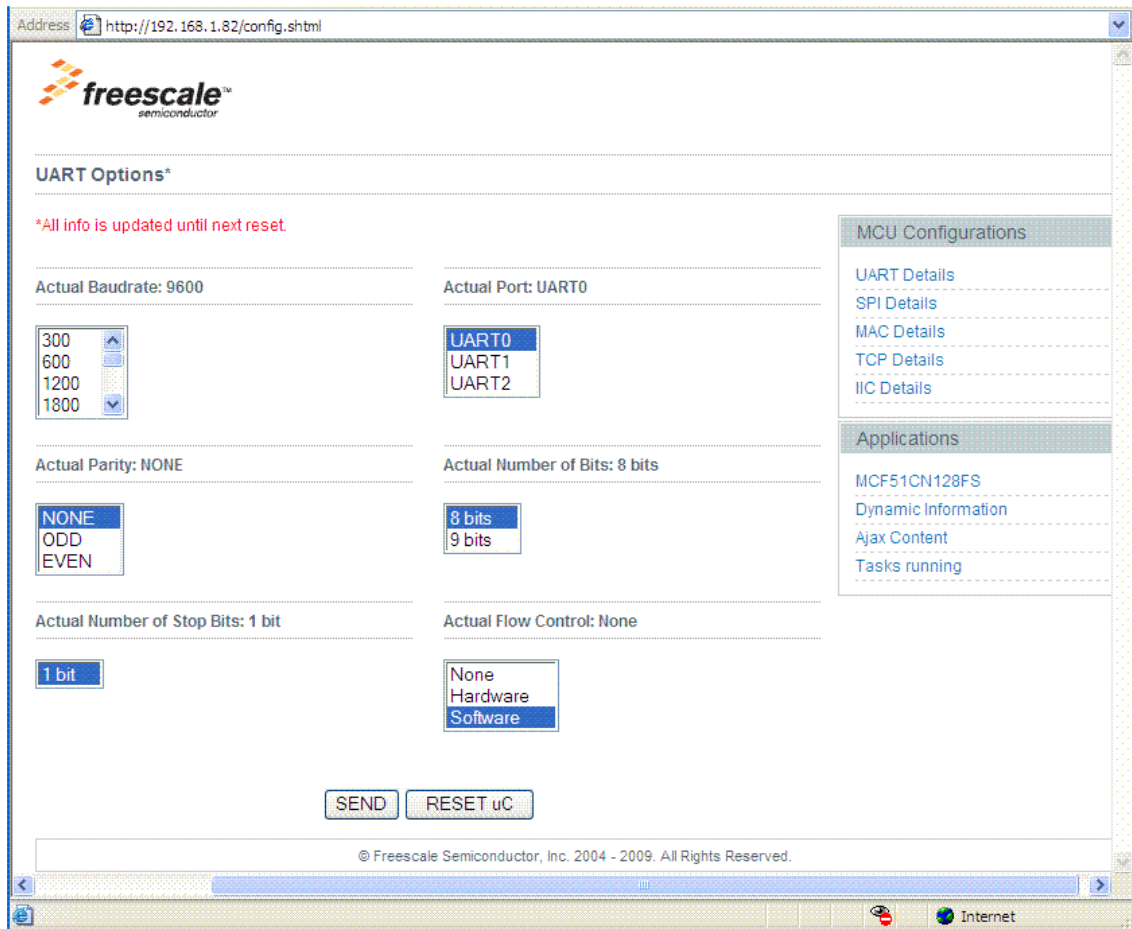 Address http://192.168.1.82/config.shtml
freescale™
semiconductor
UART Options*
*All info is updated until next reset.
Actual Baudrate: 9600
300
600
1200
1800
Actual Port: UART0
UART0
UART1
UART2
Actual Parity: NONE
NONE
ODD
EVEN
Actual Number of Bits: 8 bits
8 bits
9 bits
Actual Number of Stop Bits: 1 bit
1 bit
Actual Flow Control: None
None
Hardware
Software
SEND
RESET uC
MCU Configurations
UART Details
SPI Details
MAC Details
TCP Details
IIC Details
Applications
MCF51CN128FS
Dynamic Information
Ajax Content
Tasks running
© Freescale Semiconductor, Inc. 2004 - 2009. All Rights Reserved.
Internet